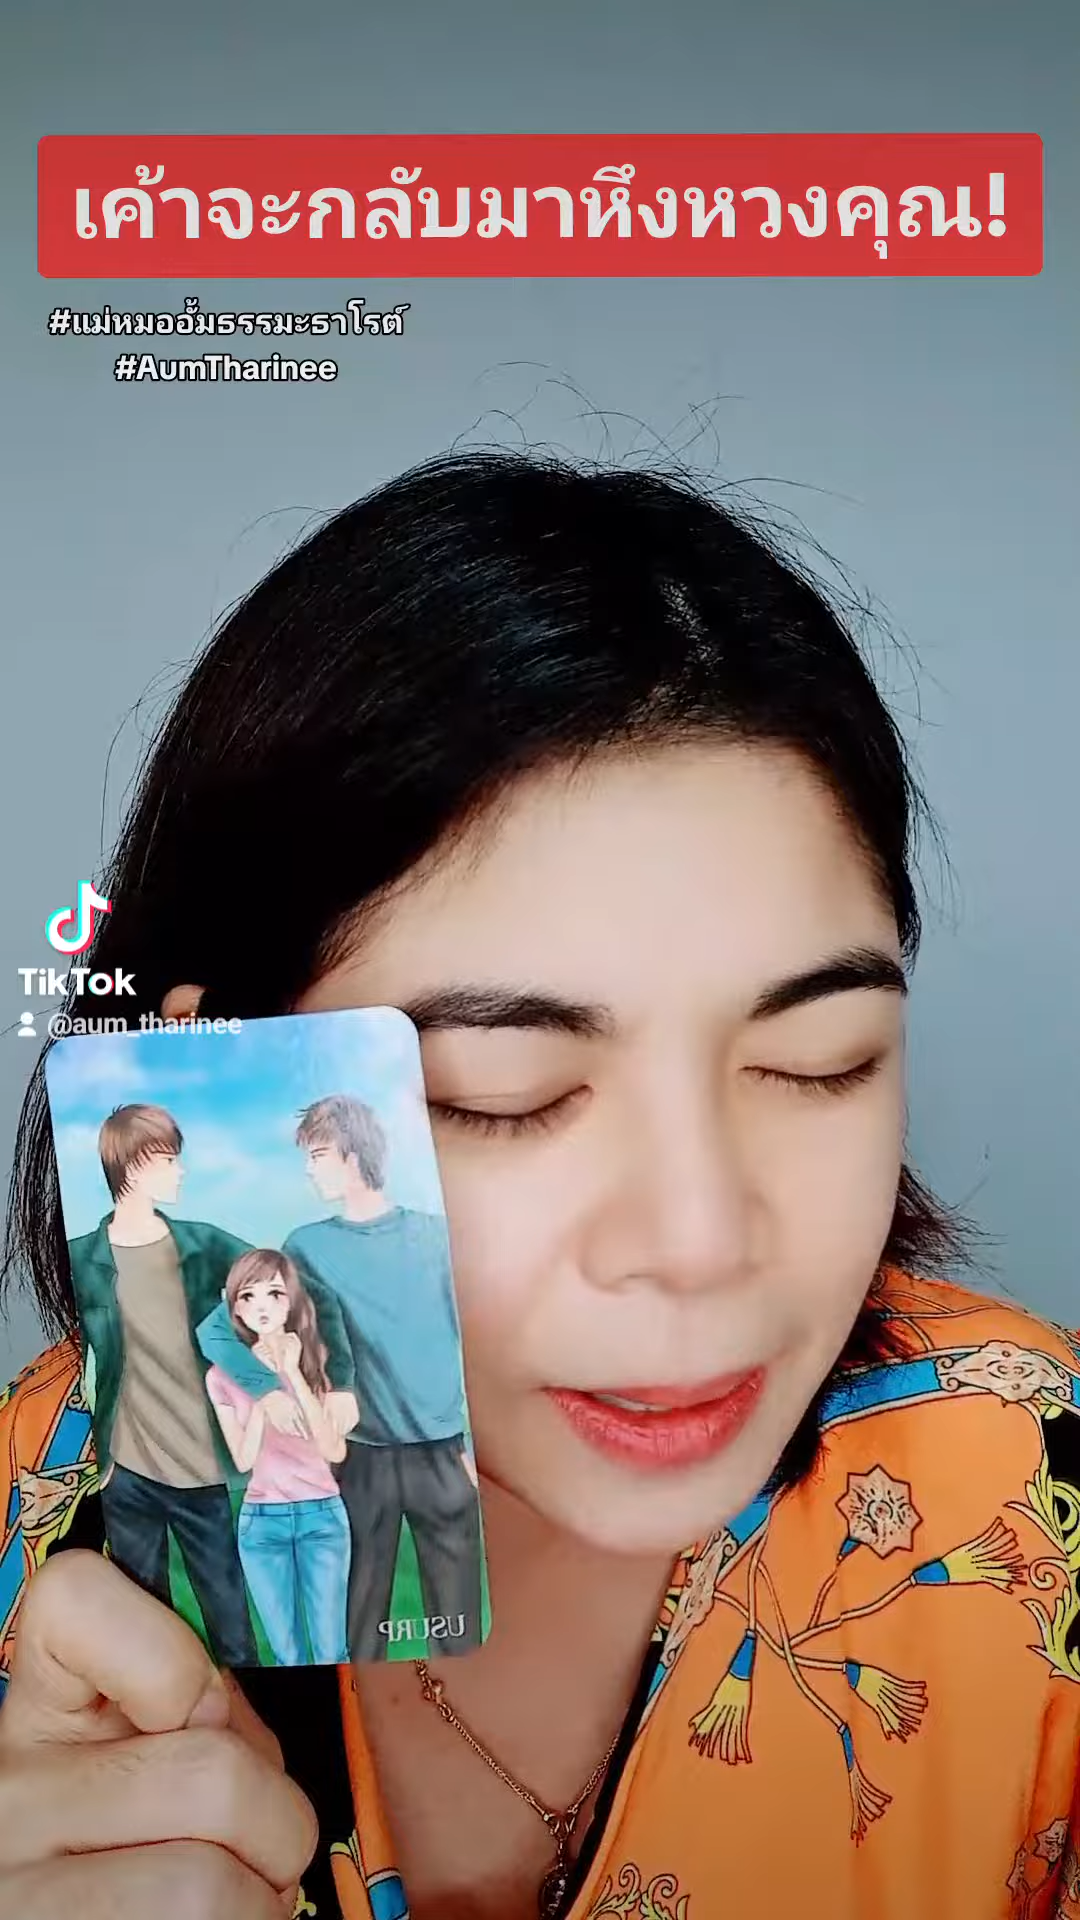 เค้าจะกลับมาหึงหวงคุณ!
#แม่หมออั้มธรรมะธาโรต์
#AumTharinee
TikTok
@aum_tharinee
USURP